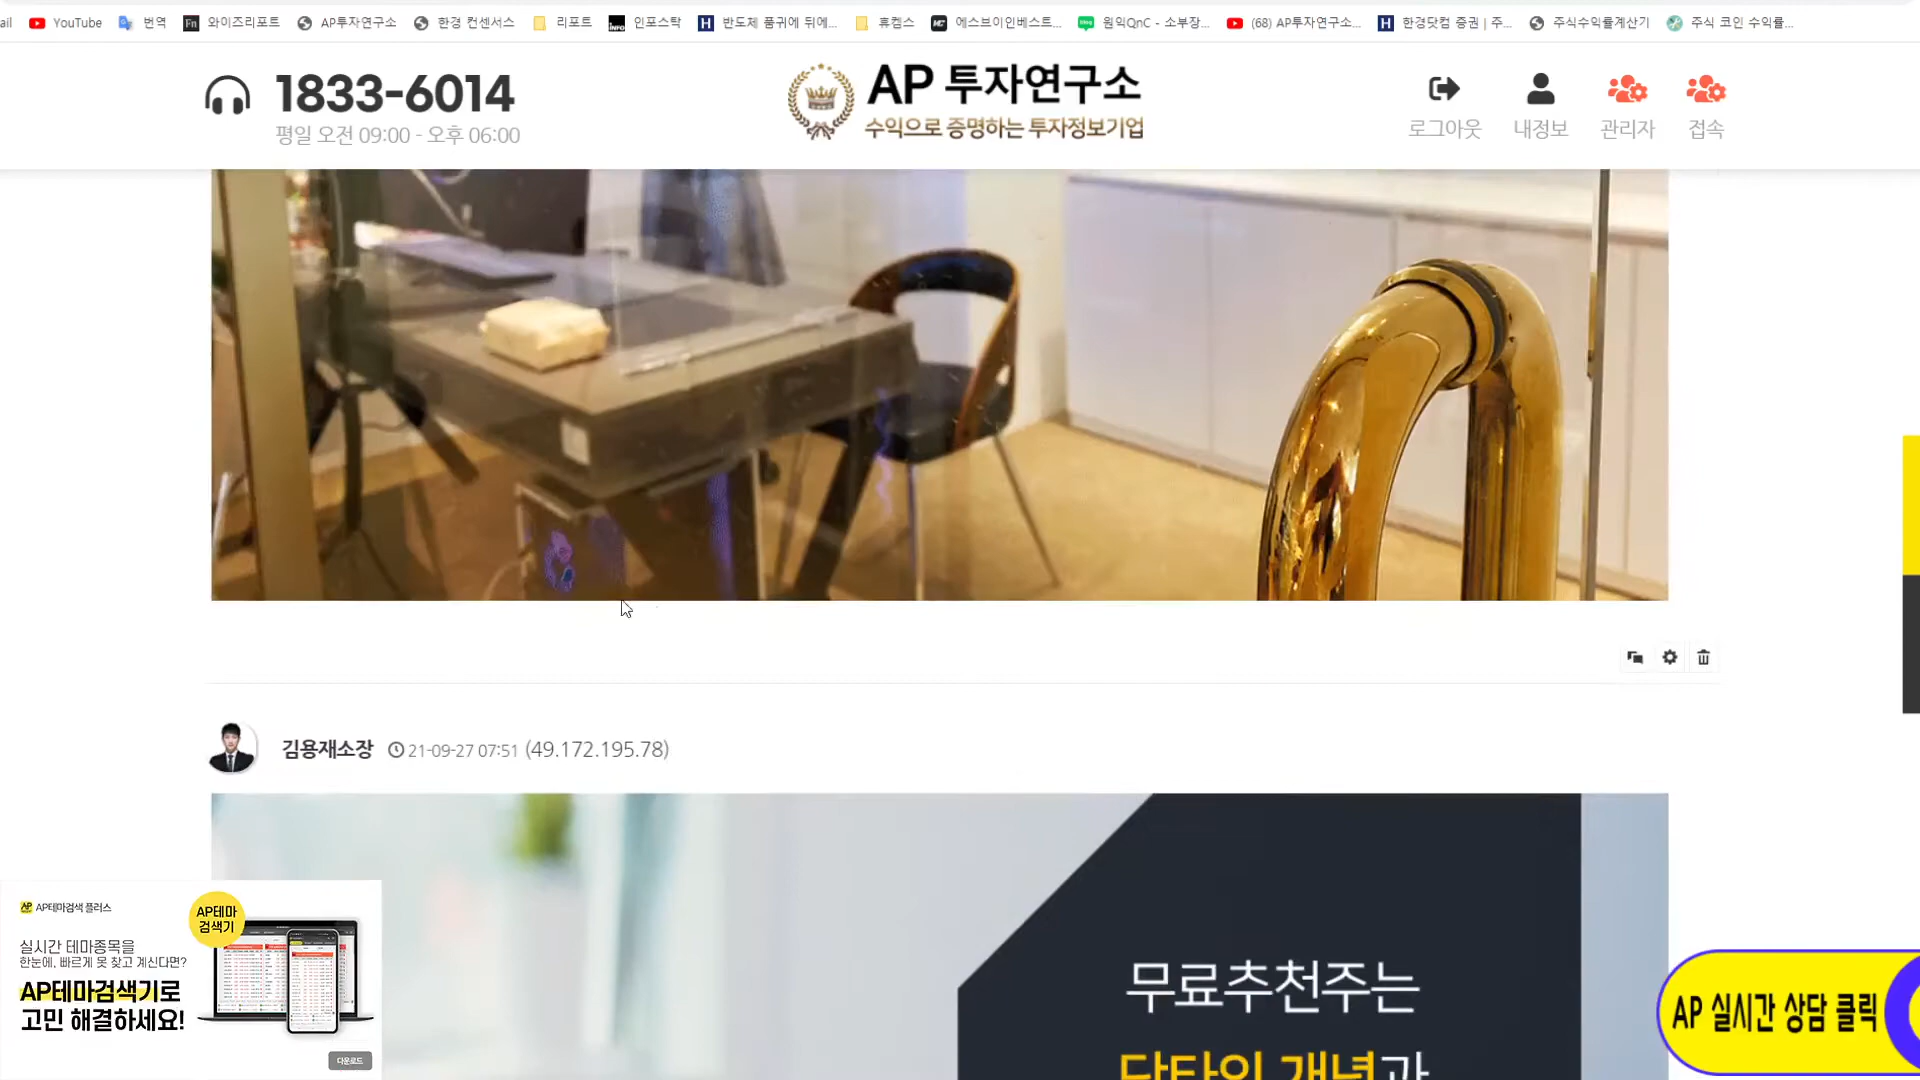 ail YouTube 번역 와이즈리포트 AP투자연구소 한경 컨센서스 리포트 인포스탁 반도체 품귀에 뒤에... 휴캠스 에스브이인베스트... 원익QnC - 소부장... (68) AP투자연구소... 한경닷컴 증권 | 주... 주식수익률계산기 주식 코인 수익률...
1833-6014
평일 오전 09:00 - 오후 06:00
AP 투자연구소
수익으로 증명하는 투자정보기업
로그아웃 내정보 관리자 접속
김용재소장 21-09-27 07:51 (49.172.195.78)
무료추천주는
단타의 개념과
AP AP테마검색 플러스
AP테마
검색기
실시간 테마종목을
한눈에, 빠르게 못 찾고 계신다면?
AP테마검색기로
고민 해결하세요!
다운로드
AP 실시간 상담 클릭